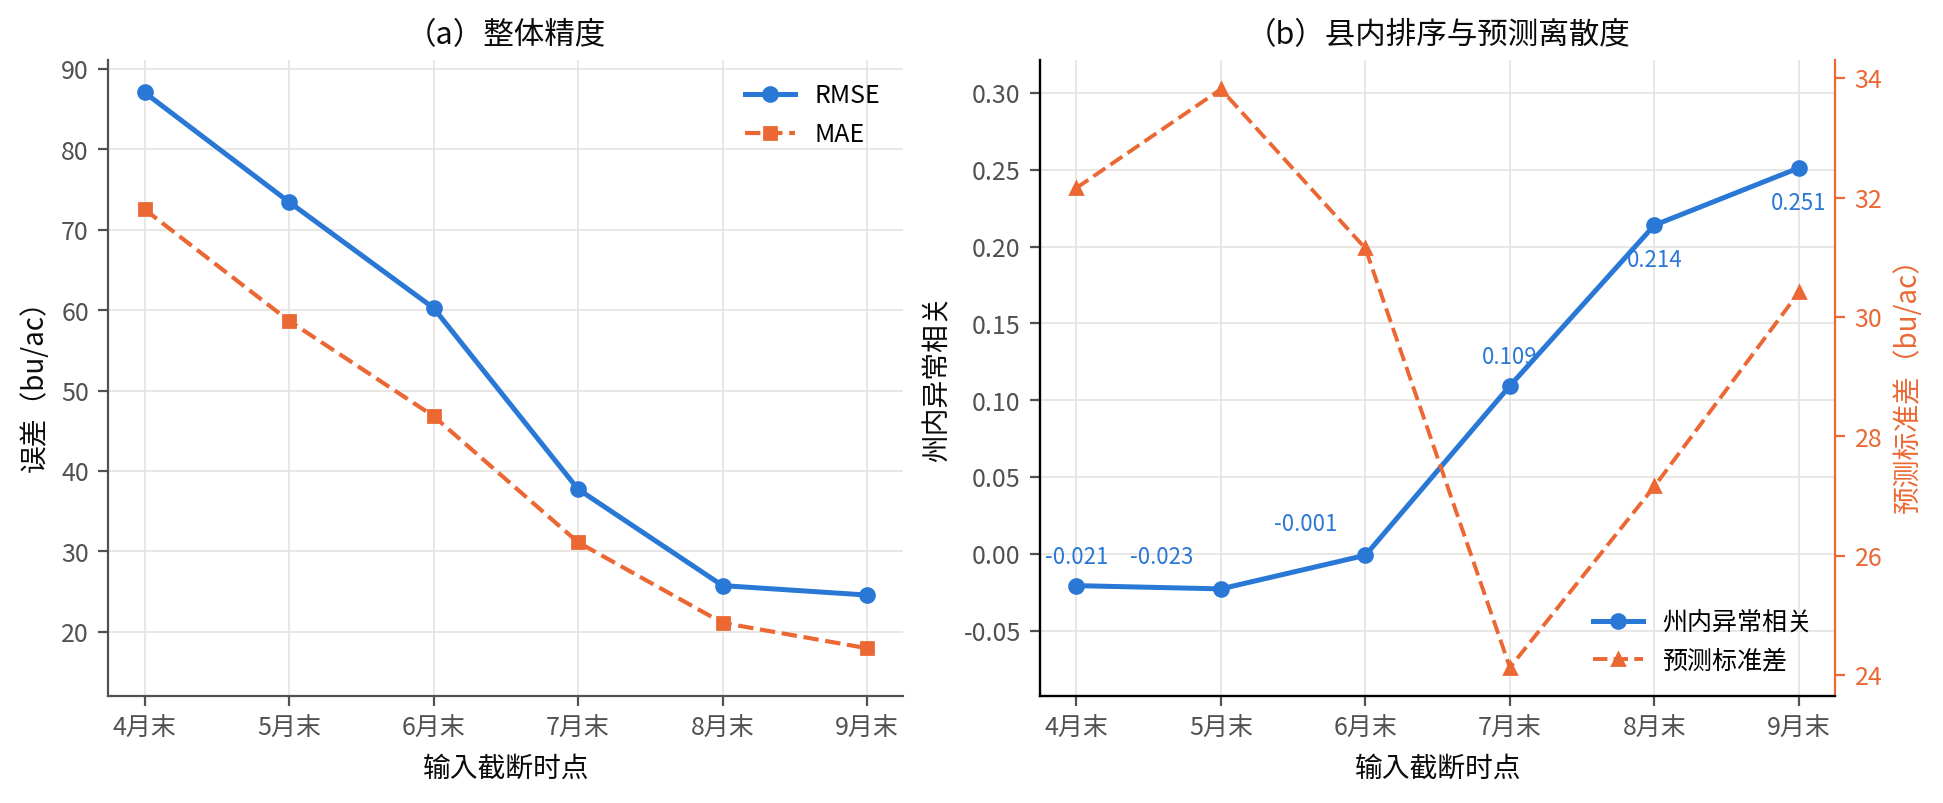 （a）整体精度
90
80
70
60
50
40
30
20
误差（bu/ac）
RMSE
MAE
4月末
5月末
6月末
7月末
8月末
9月末
输入截断时点
（b）县内排序与预测离散度
0.30
0.25
0.20
0.15
0.10
0.05
0.00
-0.05
州内异常相关
-0.021
-0.023
-0.001
0.109
0.214
0.251
34
32
30
28
26
24
预测标准差（bu/ac）
州内异常相关
预测标准差
4月末
5月末
6月末
7月末
8月末
9月末
输入截断时点